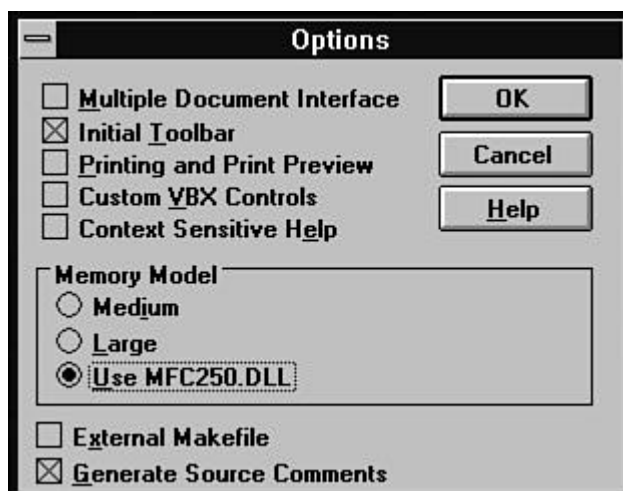 Options
Multiple Document Interface
Initial Toolbar
Printing and Print Preview
Custom VBX Controls
Context Sensitive Help
OK
Cancel
Help
Memory Model
Medium
Large
Use MFC250.DLL
External Makefile
Generate Source Comments